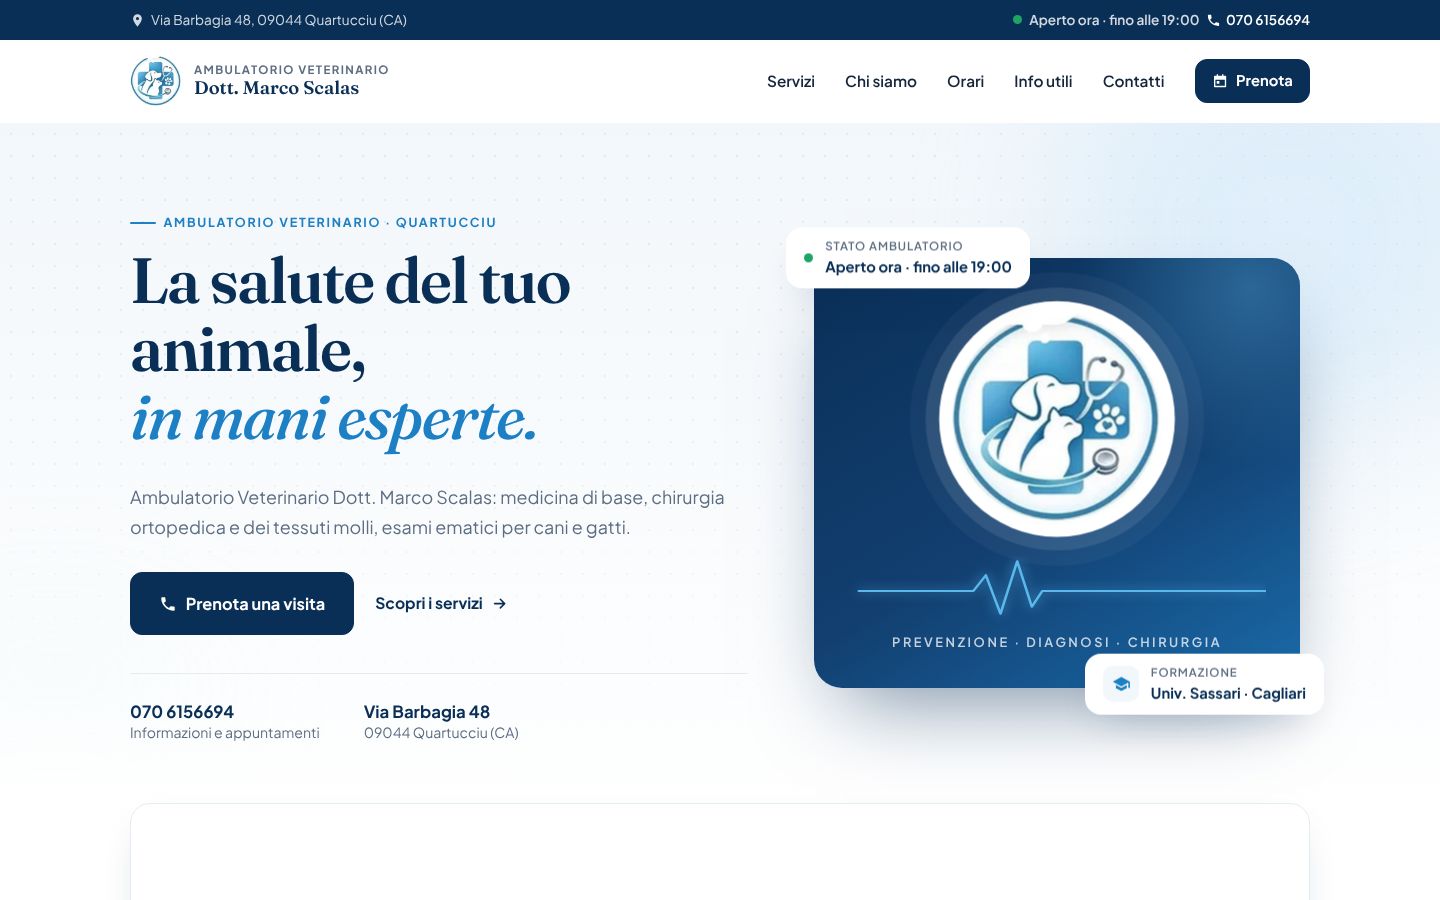 Via Barbagia 48, 09044 Quartucciu (CA)
Aperto ora · fino alle 19:00
070 6156694
AMBULATORIO VETERINARIO
Dott. Marco Scalas
Servizi
Chi siamo
Orari
Info utili
Contatti
Prenota
AMBULATORIO VETERINARIO · QUARTUCCIU
La salute del tuo
animale,
in mani esperte.
Ambulatorio Veterinario Dott. Marco Scalas: medicina di base, chirurgia
ortopedica e dei tessuti molli, esami ematici per cani e gatti.
Prenota una visita
Scopri i servizi
070 6156694
Informazioni e appuntamenti
Via Barbagia 48
09044 Quartucciu (CA)
STATO AMBULATORIO
Aperto ora · fino alle 19:00
PREVENZIONE · DIAGNOSI · CHIRURGIA
FORMAZIONE
Univ. Sassari · Cagliari